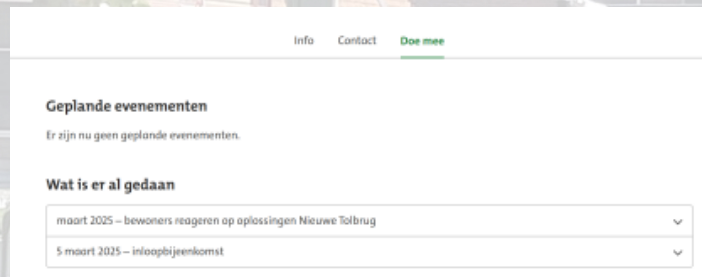 Info Contact Doe mee
Geplande evenementen
Er zijn nu geen geplande evenementen.
Wat is er al gedaan
maart 2025 – bewoners reageren op oplossingen Nieuwe Tolbrug
5 maart 2025 – inloopbijeenkomst